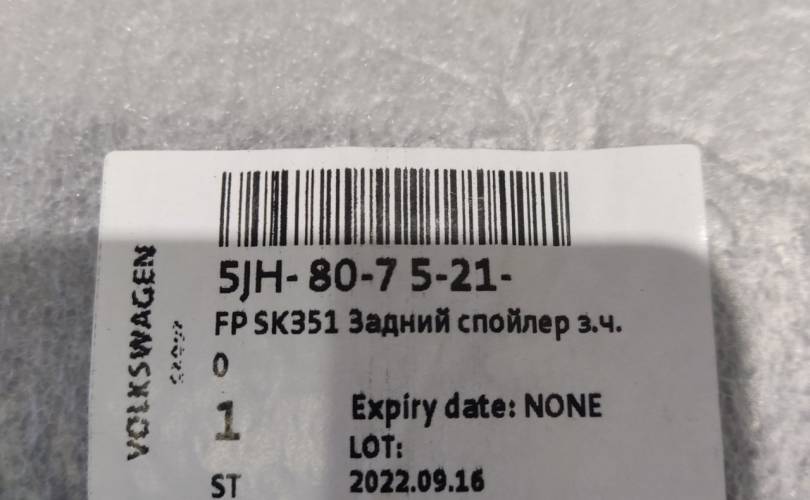 5JH- 80-7 5-21-
FP SK351 Задний спойлер з.ч.
0
1
Expiry date: NONE
LOT:
ST
2022.09.16
VOLKSWAGEN